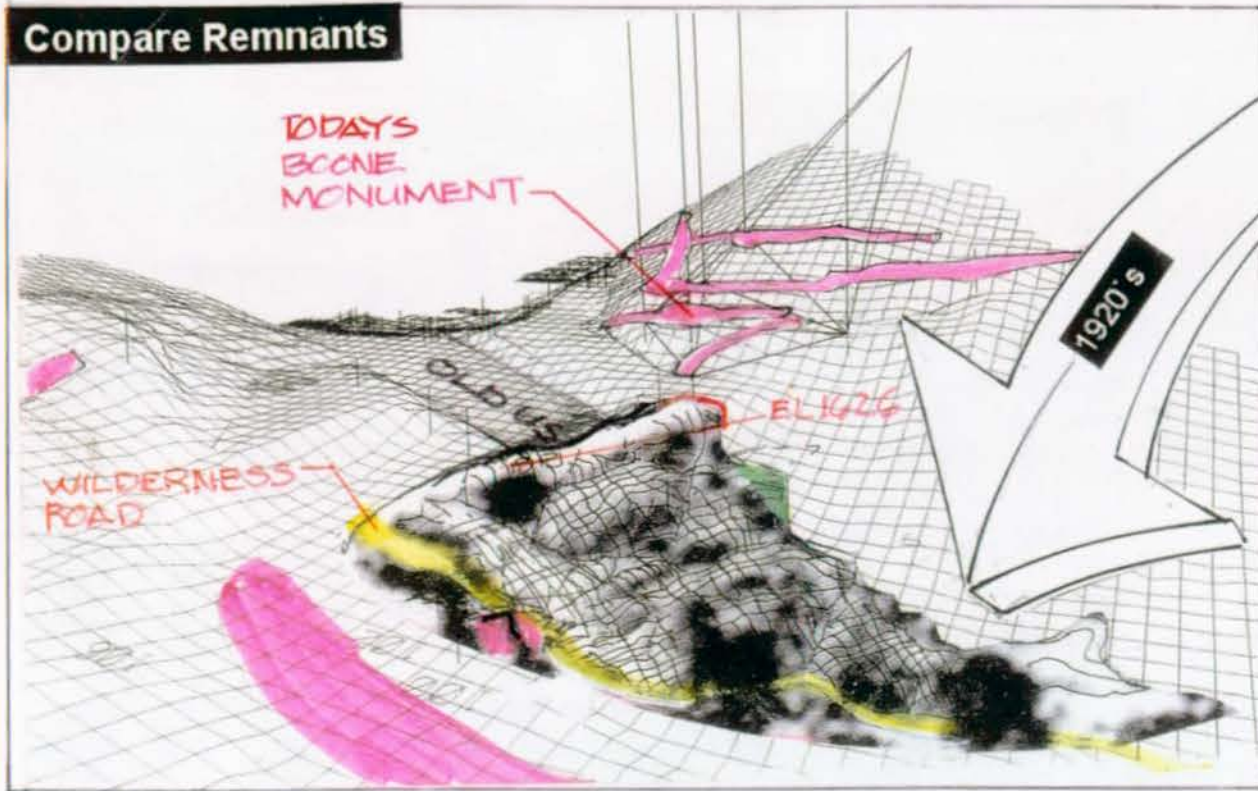 Compare Remnants
TODAYS
BOONE
MONUMENT
1920's
OLD US
EL 1626
WILDERNESS
ROAD